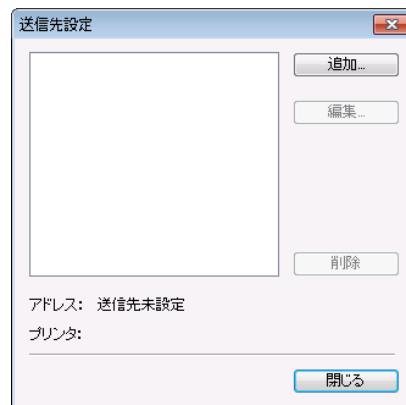 送信先設定
追加...
編集...
削除
アドレス: 送信先未設定
プリンタ:
閉じる